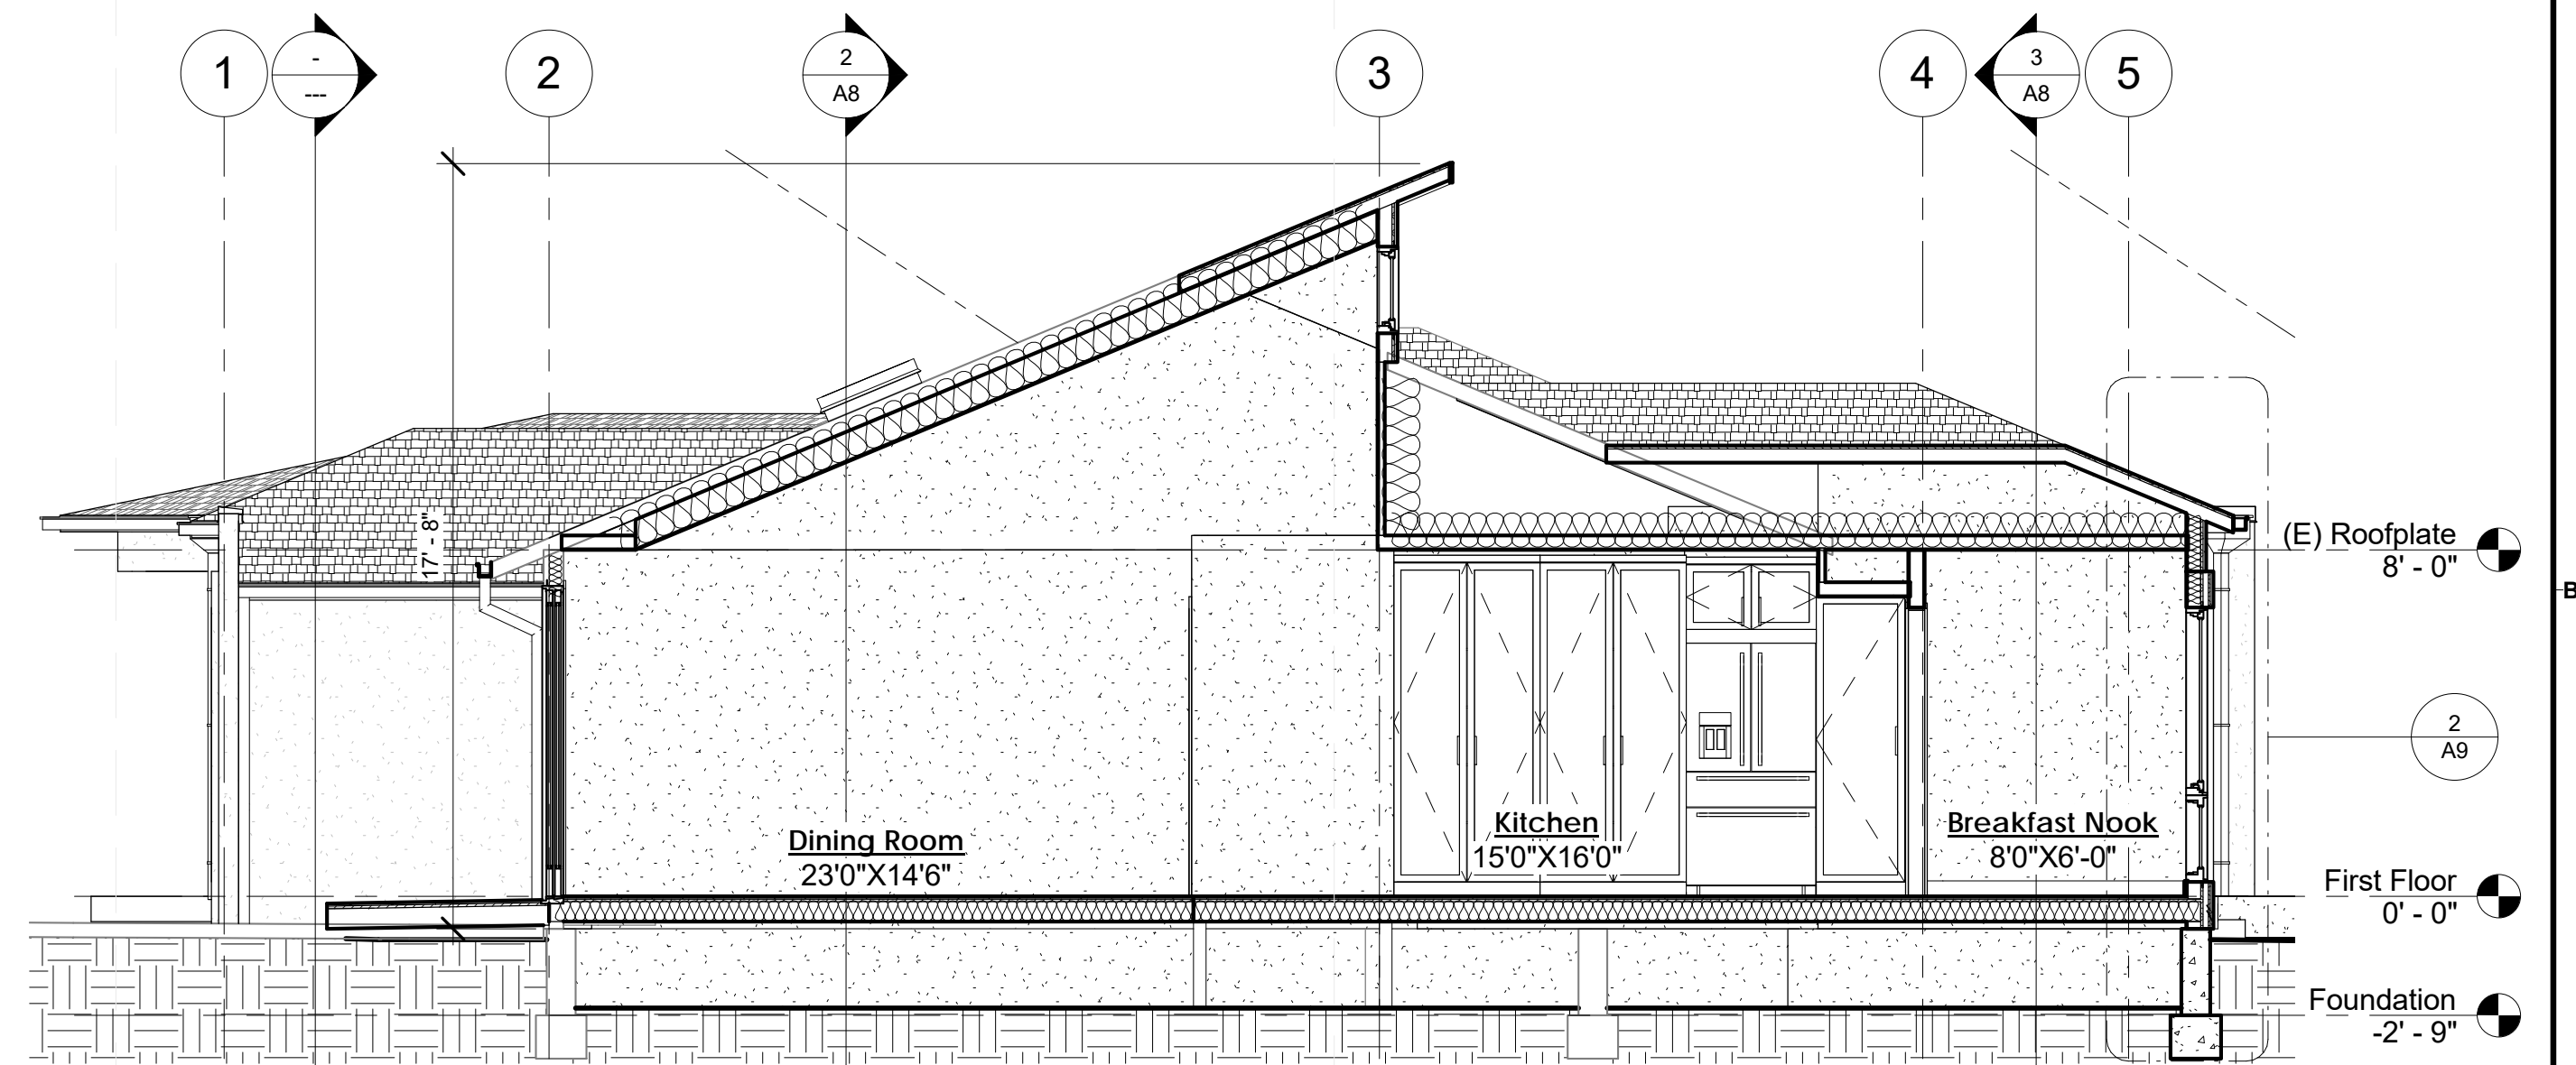 1
-
---
2
2
A8
3
4
3
A8
5
17' - 8"
(E) Roofplate
8' - 0"
B
2
A9
Dining Room
23'0"X14'6"
Kitchen
15'0"X16'0"
Breakfast Nook
8'0"X6'-0"
First Floor
0' - 0"
Foundation
-2' - 9"